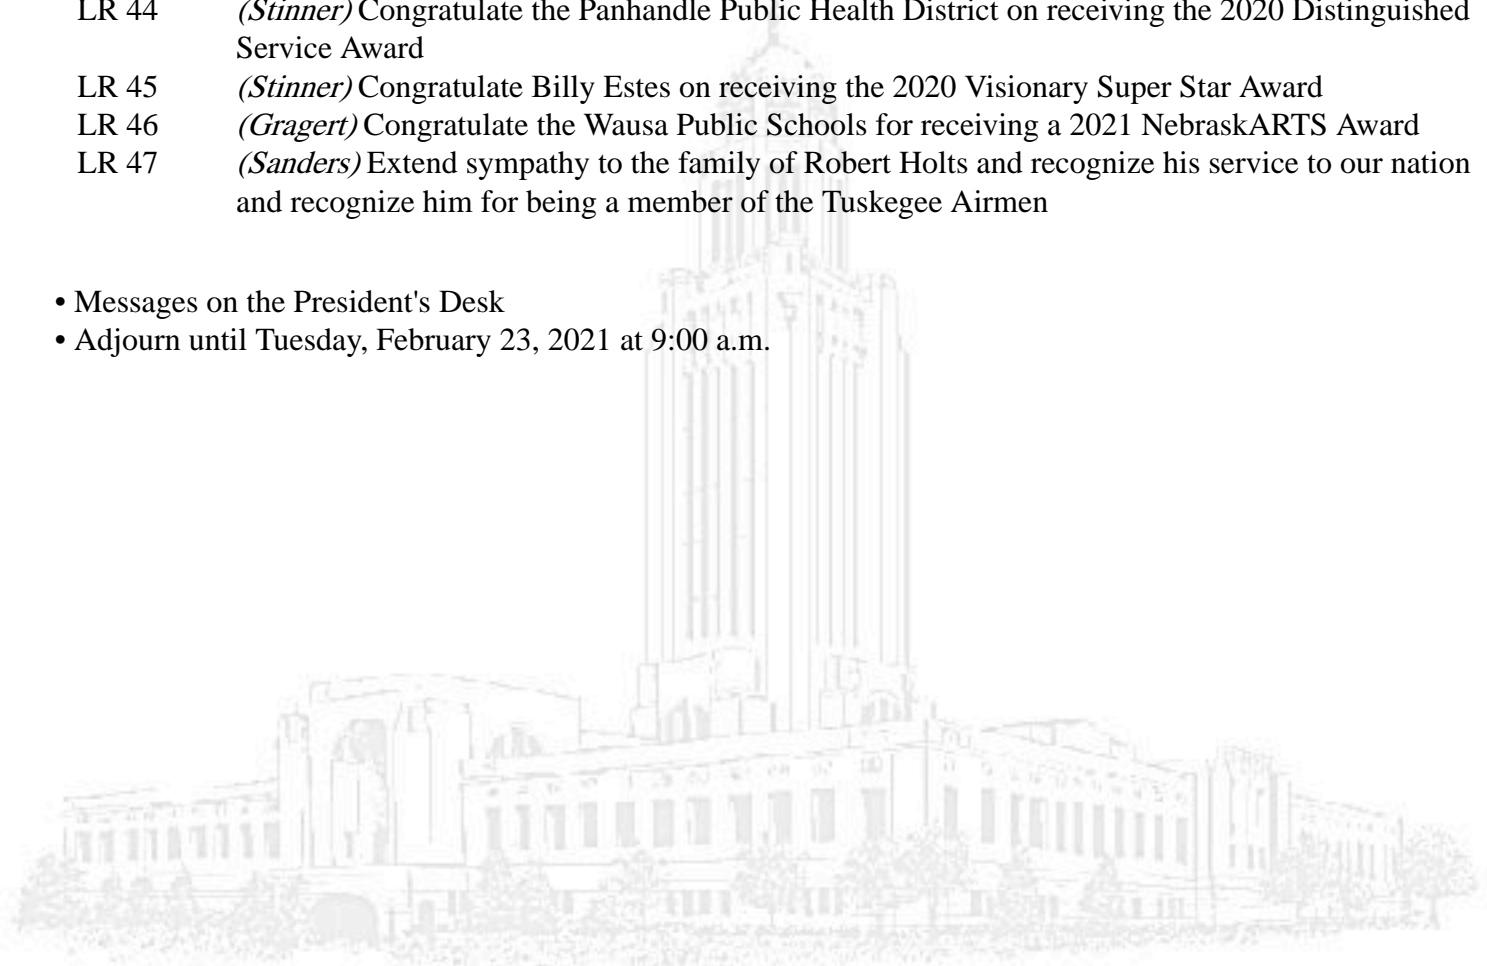 LR 44 (Stinner) Congratulate the Panhandle Public Health District on receiving the 2020 Distinguished
Service Award
LR 45 (Stinner) Congratulate Billy Estes on receiving the 2020 Visionary Super Star Award
LR 46 (Gragert) Congratulate the Wausa Public Schools for receiving a 2021 NebraskARTS Award
LR 47 (Sanders) Extend sympathy to the family of Robert Holts and recognize his service to our nation
and recognize him for being a member of the Tuskegee Airmen
• Messages on the President's Desk
• Adjourn until Tuesday, February 23, 2021 at 9:00 a.m.